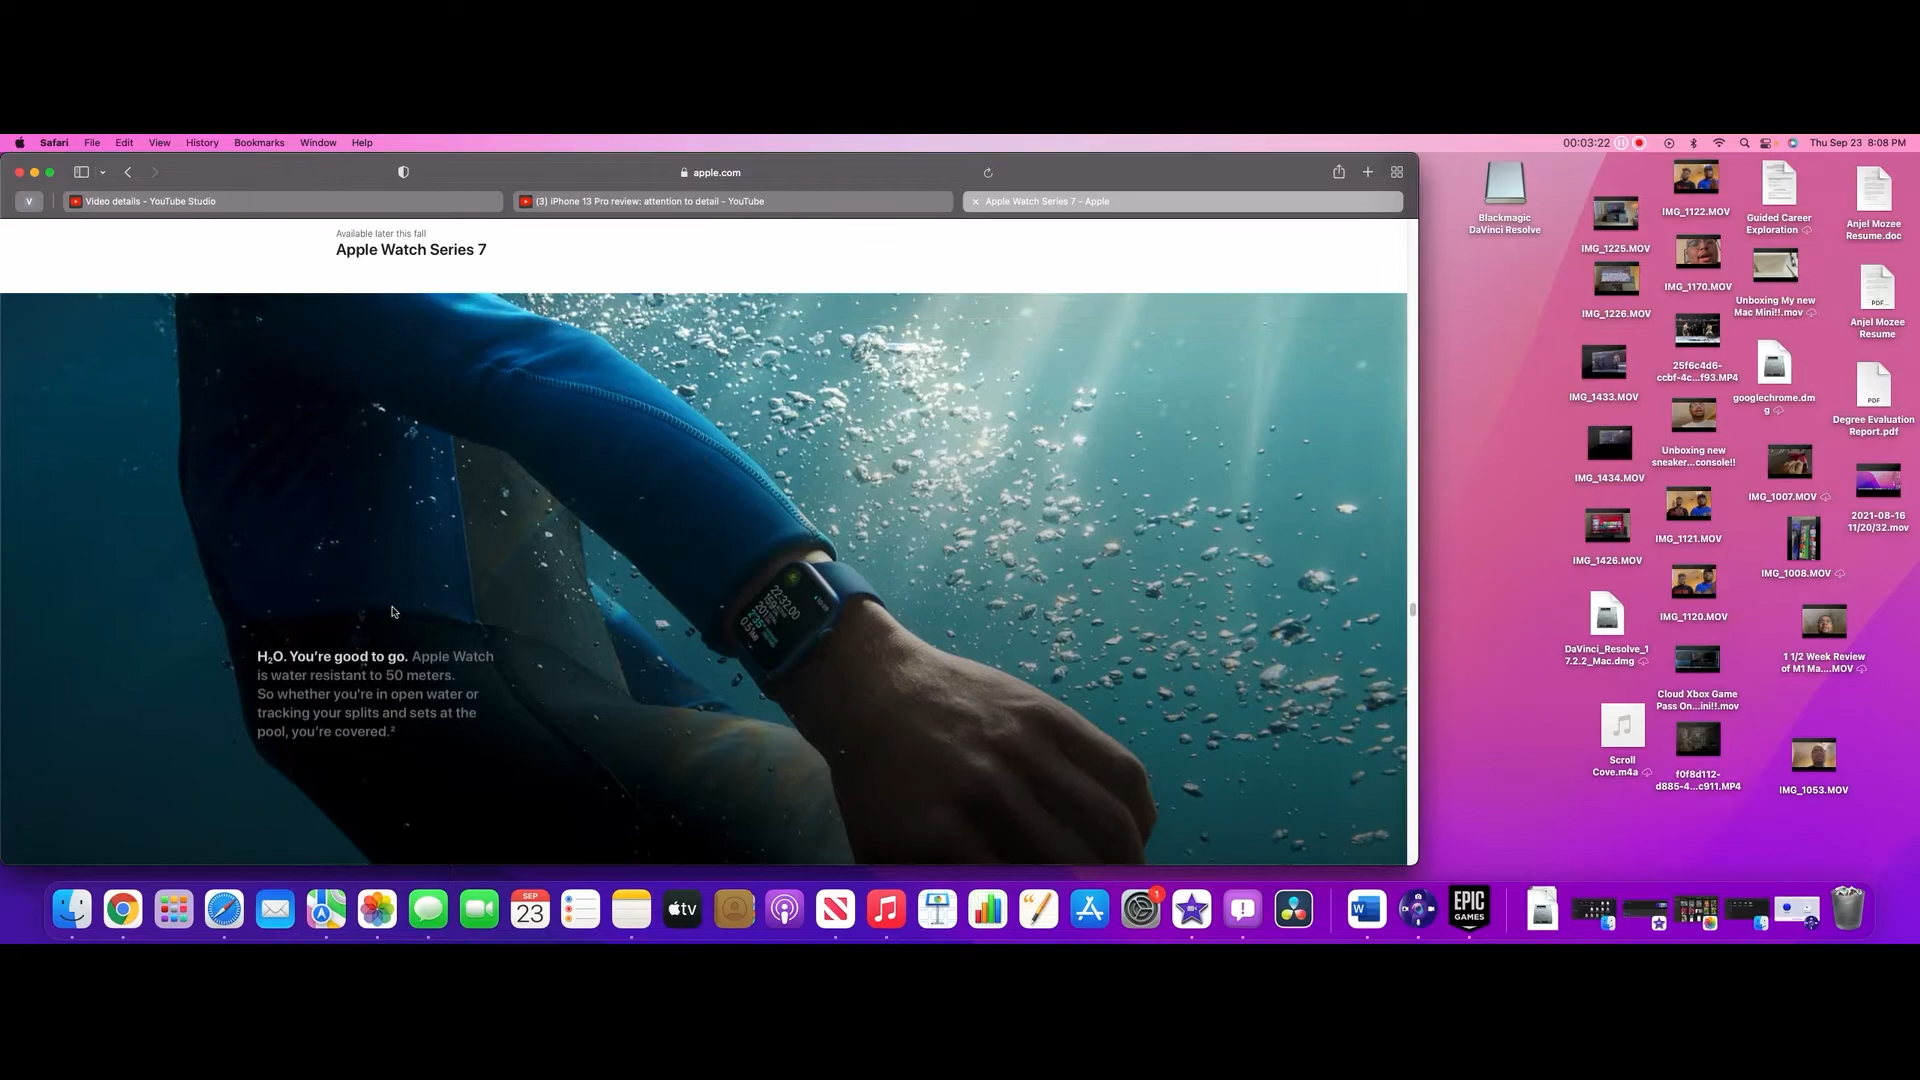 Safari File Edit View History Bookmarks Window Help
00:03:22 Thu Sep 23 8:08 PM
apple.com
V
Video details - YouTube Studio
(3) iPhone 13 Pro review: attention to detail - YouTube
Apple Watch Series 7 - Apple
Available later this fall
Apple Watch Series 7
22:32.00
H₂O. You're good to go. Apple Watch
is water resistant to 50 meters.
So whether you're in open water or
tracking your splits and sets at the
pool, you're covered.²
Blackmagic
DaVinci Resolve
IMG_1225.MOV
IMG_1226.MOV
IMG_1433.MOV
IMG_1434.MOV
IMG_1426.MOV
DaVinci_Resolve_1
7.2.2_Mac.dmg
Scroll
Cove.m4a
IMG_1122.MOV
IMG_1170.MOV
25f6c4d6-
ccbf-4c...f93.MP4
Unboxing new
sneaker...console!!
IMG_1121.MOV
IMG_1120.MOV
Cloud Xbox Game
Pass On...ini!!.mov
f0f8d112-
d885-4...c911.MP4
Guided Career
Exploration
Unboxing My new
Mac Mini!!.mov
googlechrome.dm
g
IMG_1007.MOV
IMG_1008.MOV
1 1/2 Week Review
of M1 Ma....MOV
IMG_1053.MOV
Anjel Mozee
Resume.doc
PDF
Anjel Mozee
Resume
PDF
Degree Evaluation
Report.pdf
2021-08-16
11/20/32.mov
SEP
23
tv
1
W
EPIC
GAMES